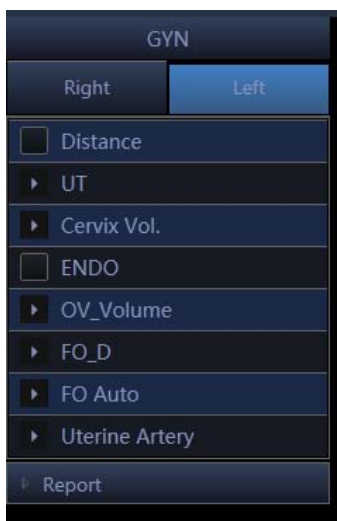 GYN
Right Left
Distance
UT
Cervix Vol.
ENDO
OV_Volume
FO_D
FO Auto
Uterine Artery
Report